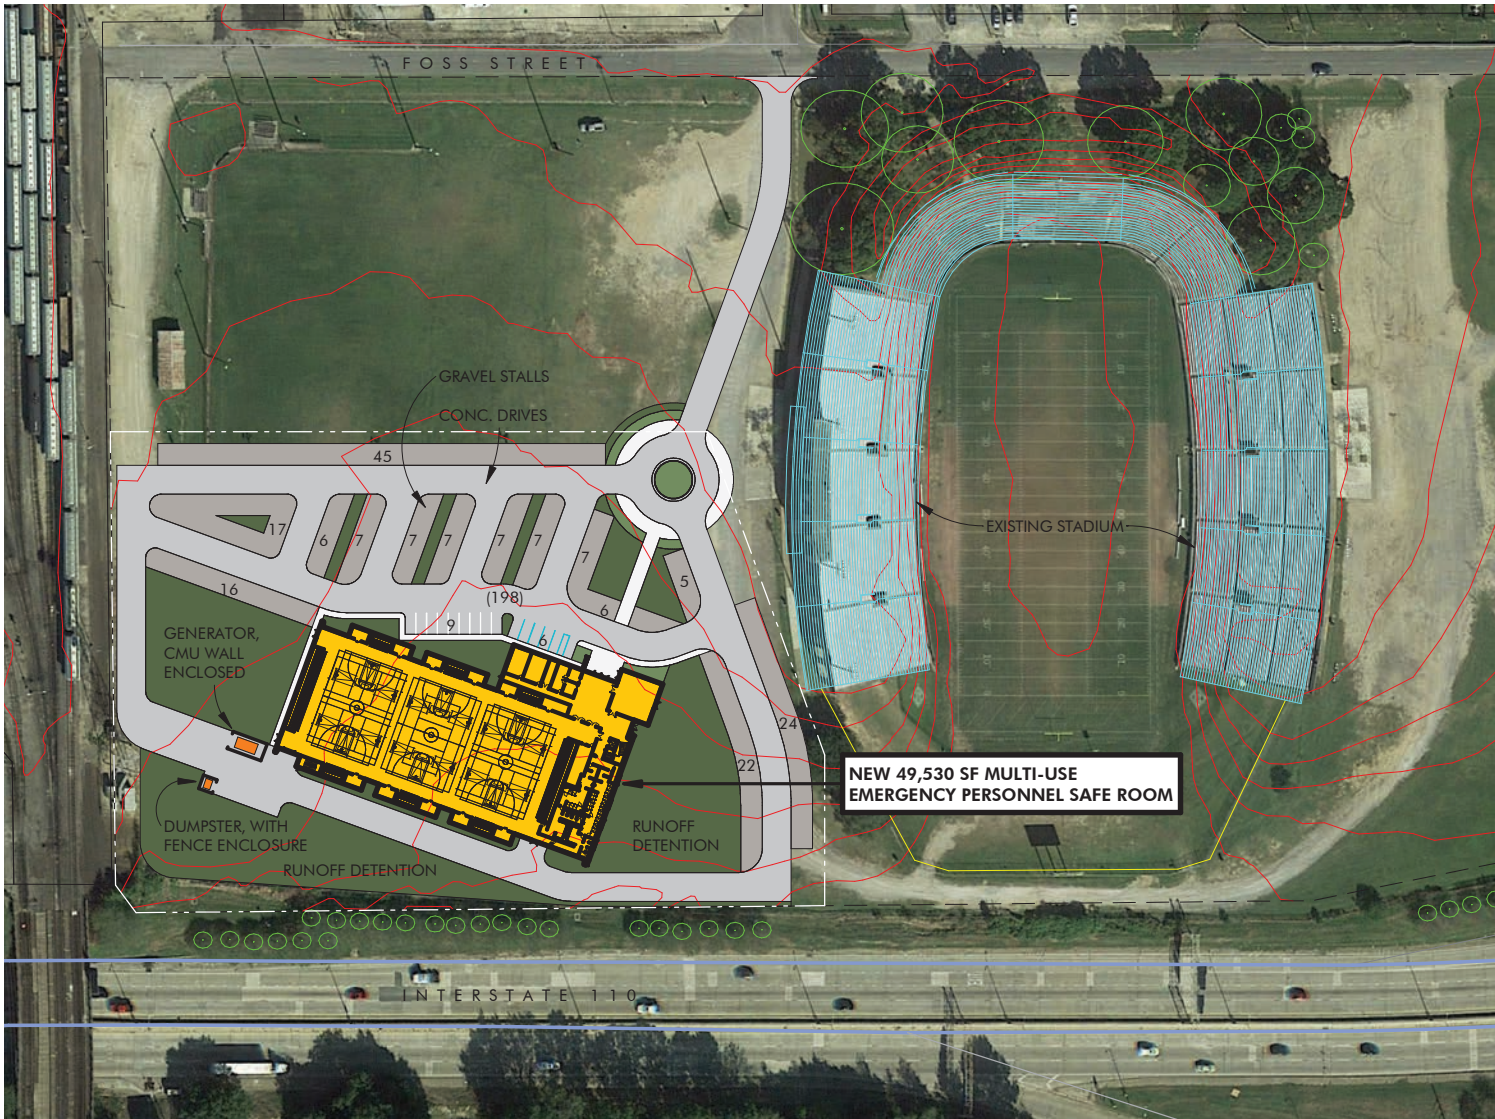 FOSS STREET
GRAVEL STALLS
CONC. DRIVES
45
17
6
7
7
7
7
7
7
5
6
16
(198)
9
6
EXISTING STADIUM
GENERATOR,
CMU WALL
ENCLOSED
24
22
NEW 49,530 SF MULTI-USE
EMERGENCY PERSONNEL SAFE ROOM
DUMPSTER, WITH
FENCE ENCLOSURE
RUNOFF
DETENTION
RUNOFF DETENTION
INTERSTATE 110